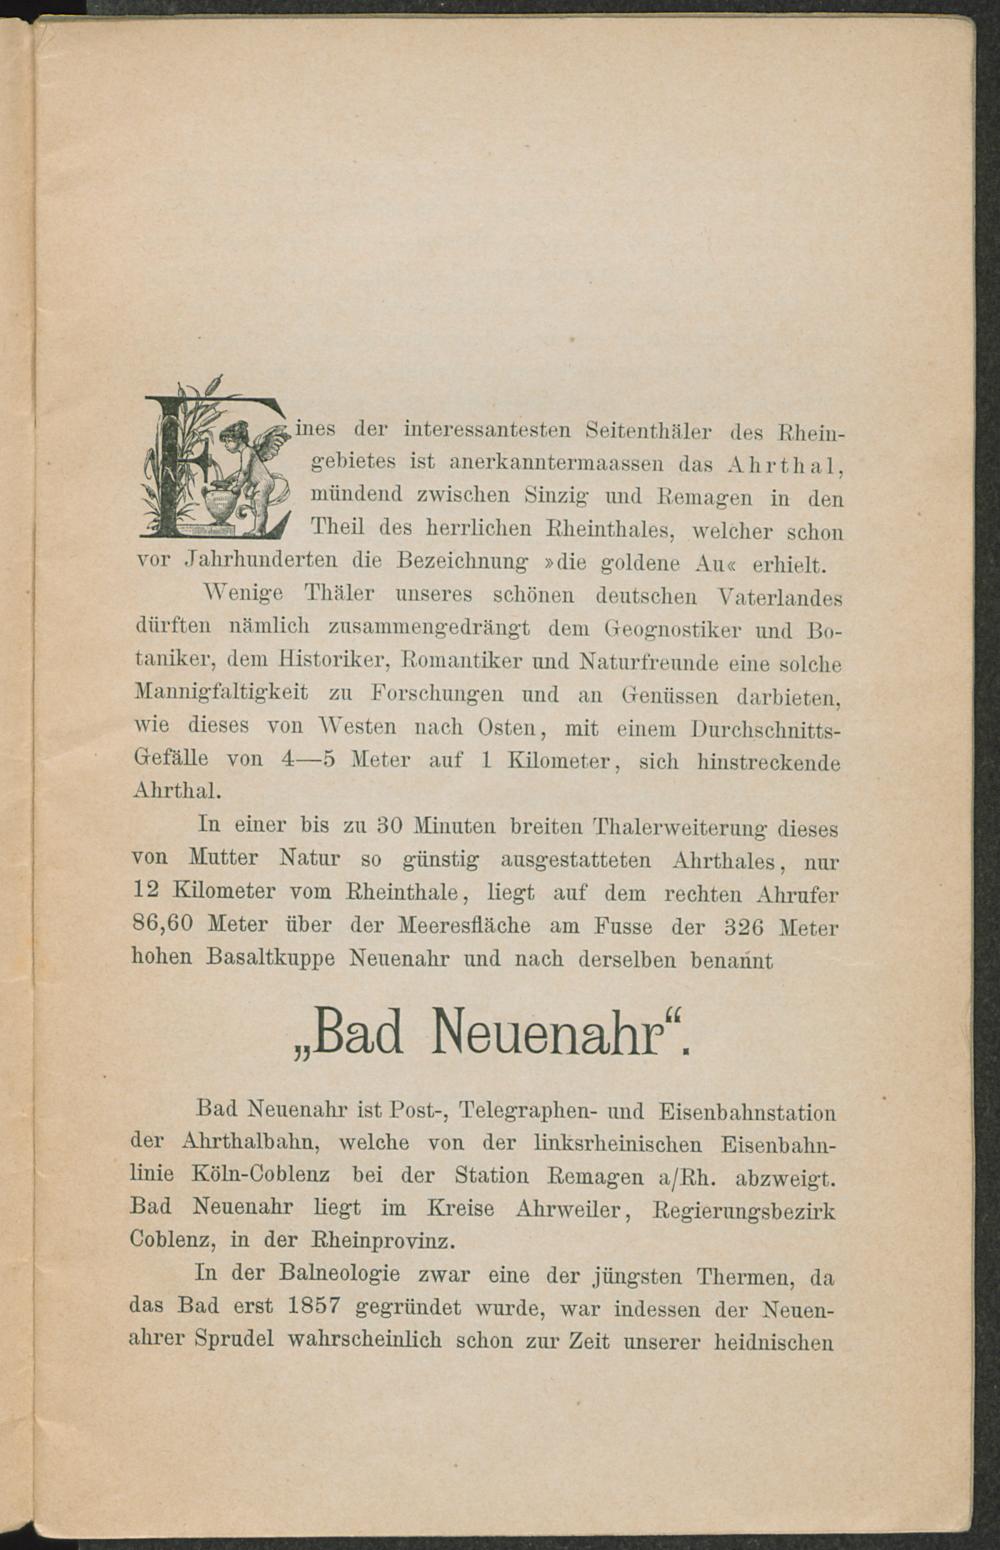 Eines der interessantesten Seitenthäler des Rhein-
gebietes ist anerkanntermaassen das Ahrthal,
mündend zwischen Sinzig und Remagen in den
Theil des herrlichen Rheinthales, welcher schon
vor Jahrhunderten die Bezeichnung »die goldene Au« erhielt.
Wenige Thäler unseres schönen deutschen Vaterlandes
dürften nämlich zusammengedrängt dem Geognostiker und Bo-
taniker, dem Historiker, Romantiker und Naturfreunde eine solche
Mannigfaltigkeit zu Forschungen und an Genüssen darbieten,
wie dieses von Westen nach Osten, mit einem Durchschnitts-
Gefälle von 4—5 Meter auf 1 Kilometer, sich hinstreckende
Ahrthal.
In einer bis zu 30 Minuten breiten Thalerweiterung dieses
von Mutter Natur so günstig ausgestatteten Ahrthales, nur
12 Kilometer vom Rheinthale, liegt auf dem rechten Ahrufer
86,60 Meter über der Meeresfläche am Fusse der 326 Meter
hohen Basaltkuppe Neuenahr und nach derselben benannt
„Bad Neuenahr“.
Bad Neuenahr ist Post-, Telegraphen- und Eisenbahnstation
der Ahrthalbahn, welche von der linksrheinischen Eisenbahn-
linie Köln-Coblenz bei der Station Remagen a/Rh. abzweigt.
Bad Neuenahr liegt im Kreise Ahrweiler, Regierungsbezirk
Coblenz, in der Rheinprovinz.
In der Balneologie zwar eine der jüngsten Thermen, da
das Bad erst 1857 gegründet wurde, war indessen der Neuen-
ahrer Sprudel wahrscheinlich schon zur Zeit unserer heidnischen